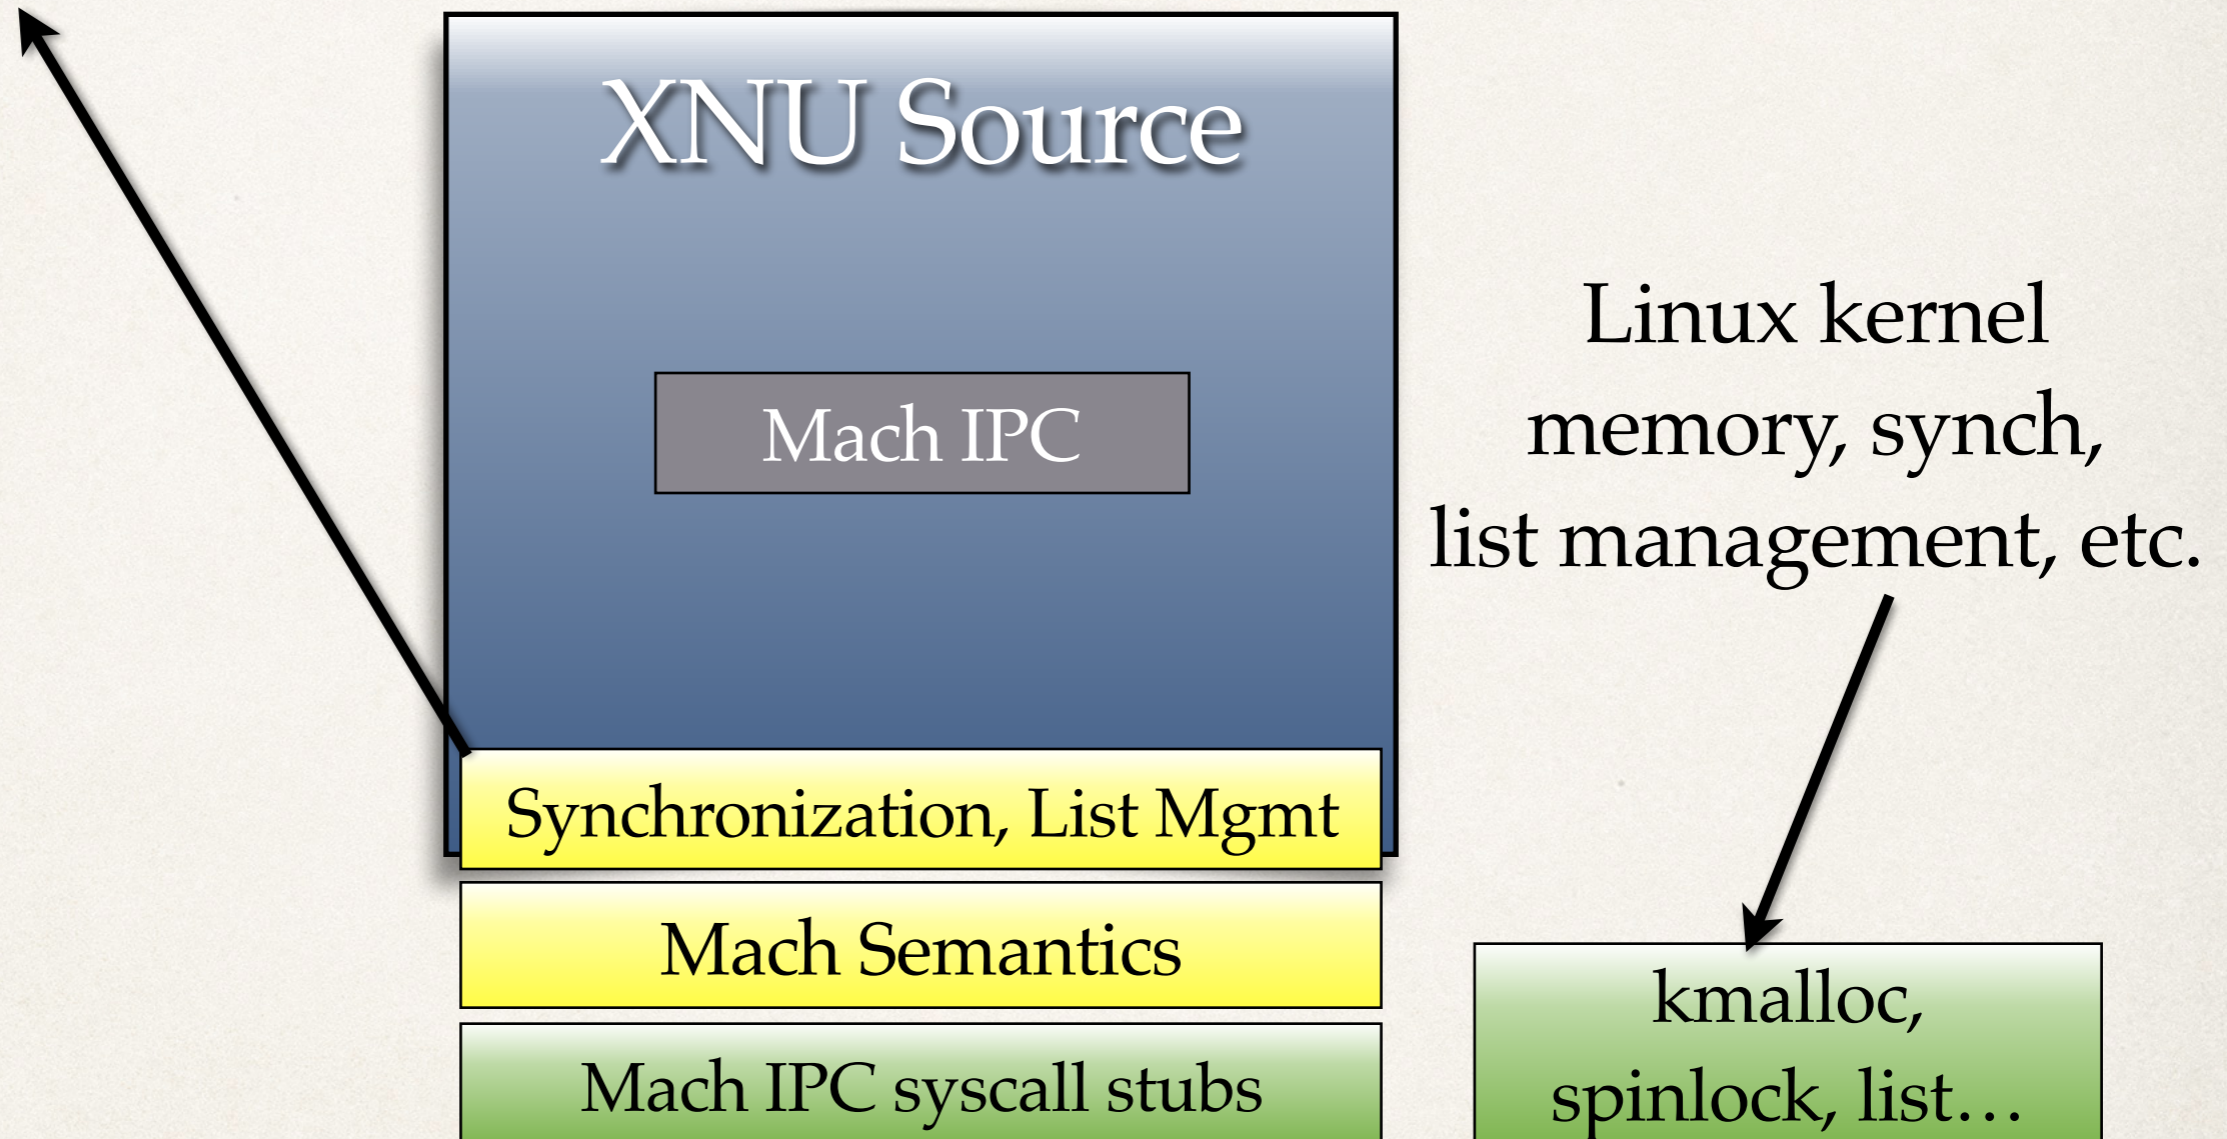 XNU Source
Mach IPC
Linux kernel
memory, synch,
list management, etc.
Synchronization, List Mgmt
Mach Semantics
Mach IPC syscall stubs
kmalloc,
spinlock, list…